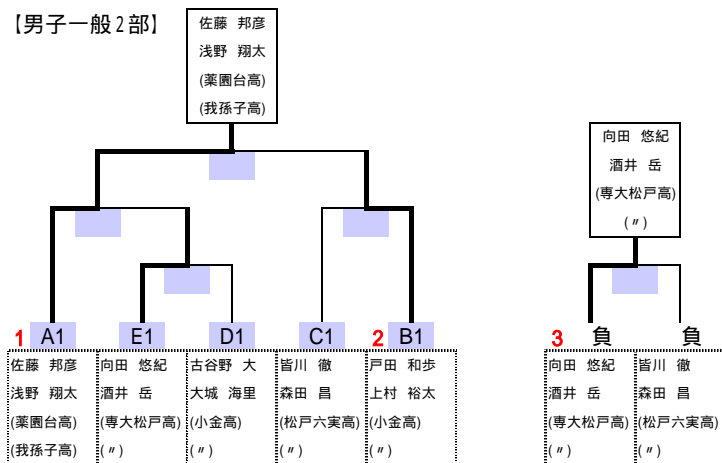 【男子一般2部】
佐藤 邦彦
浅野 翔太
(薬園台高)
(我孫子高)
向田 悠紀
酒井 岳
(専大松戸高)
(〃)
1 A1 E1 D1 C1 2 B1
3 負 負
佐藤 邦彦
浅野 翔太
(薬園台高)
(我孫子高)
向田 悠紀
酒井 岳
(専大松戸高)
(〃)
古谷野 大
大城 海里
(小金高)
(〃)
皆川 徹
森田 昌
(松戸六実高)
(〃)
戸田 和歩
上村 裕太
(小金高)
(〃)
向田 悠紀
酒井 岳
(専大松戸高)
(〃)
皆川 徹
森田 昌
(松戸六実高)
(〃)